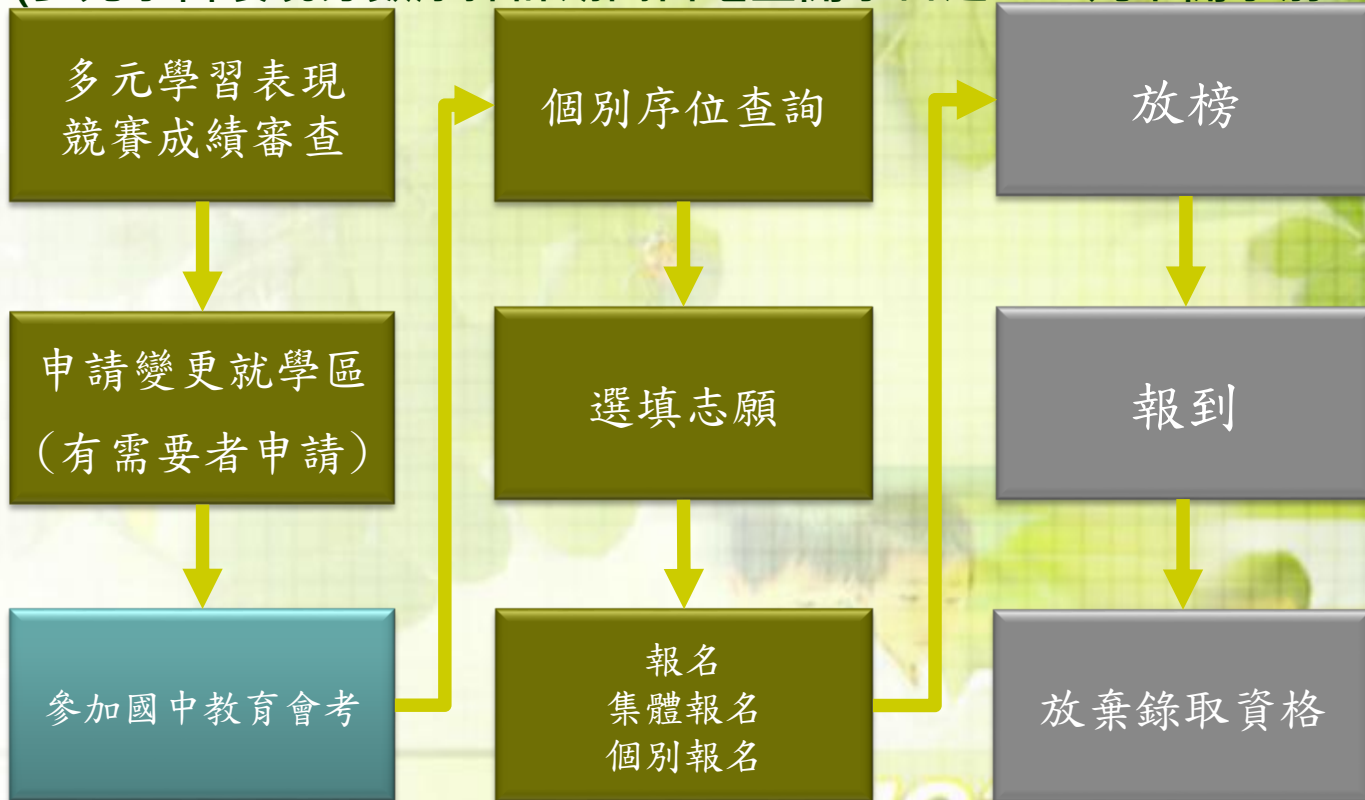 多元學習表現
競賽成績審查
申請變更就學區
（有需要者申請）
參加國中教育會考
個別序位查詢
選填志願
報名
集體報名
個別報名
放榜
報到
放棄錄取資格